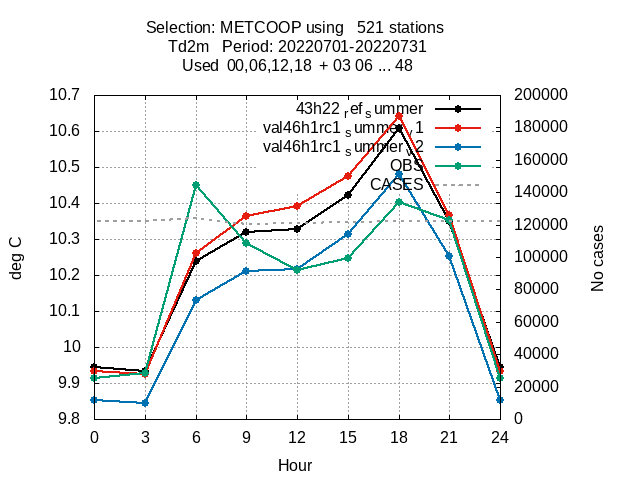 Selection: METCOOP using 521 stations
Td2m Period: 20220701-20220731
Used 00,06,12,18 + 03 06 ... 48
10.7
10.6
10.5
10.4
10.3
10.2
10.1
10
9.9
9.8
deg C
43h22refsummer
val46h1rc1summerv1
val46h1rc1summerv2
OBS
CASES
200000
180000
160000
140000
120000
100000
80000
60000
40000
20000
0
No cases
0 3 6 9 12 15 18 21 24
Hour